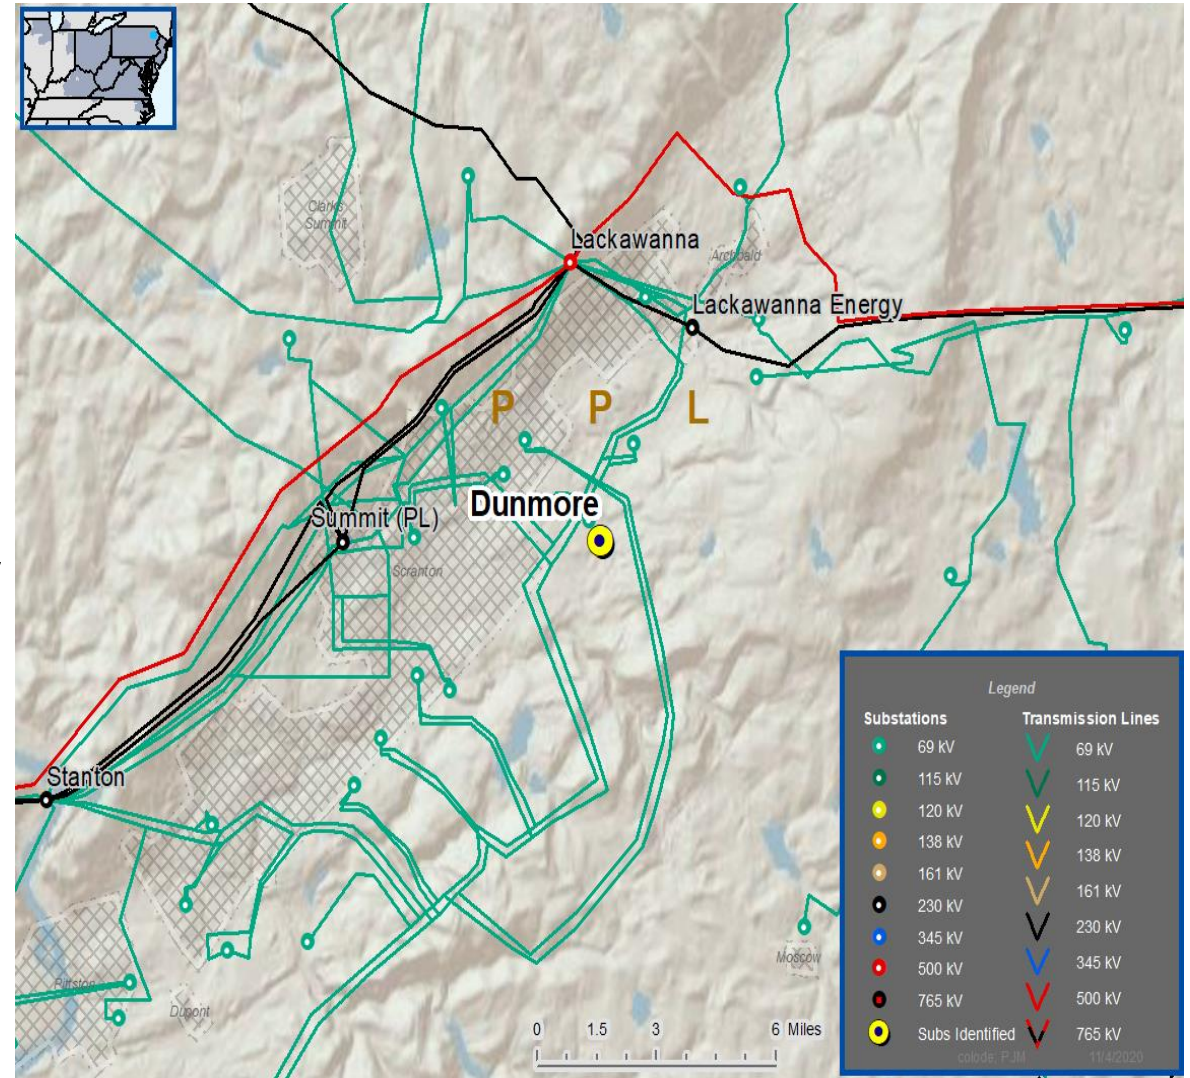 Clarks
Summit
Lackawanna
Archbald
Lackawanna Energy
P P L
Dunmore
Summit (PL)
Scranton
Stanton
Pittston
Dupont
Moscow
0 1.5 3 6 Miles
Legend
Substations Transmission Lines
69 kV 69 kV
115 kV 115 kV
120 kV 120 kV
138 kV 138 kV
161 kV 161 kV
230 kV 230 kV
345 kV 345 kV
500 kV 500 kV
765 kV 765 kV
Subs Identified
colode; PJM 11/4/2020